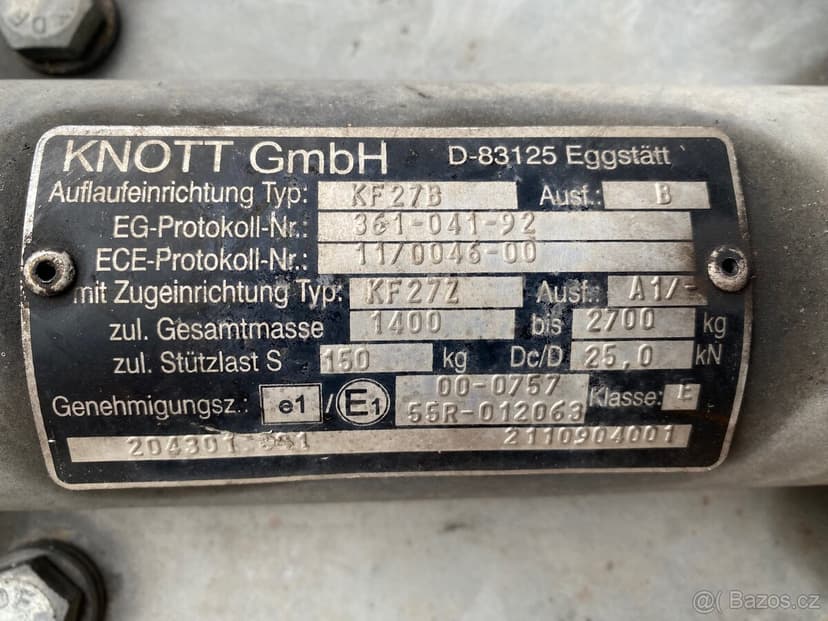 KNOTT GmbH D-83125 Eggstätt
Auflaufeinrichtung Typ: KF27B Ausf.: B
EG-Protokoll-Nr.: 361-041-92
ECE-Protokoll-Nr.: 11/0046-00
mit Zugeinrichtung Typ: KF27Z Ausf.: A1/-
zul. Gesamtmasse 1400 bis 2700 kg
zul. Stützlast S 150 kg Dc/D 25,0 kN
Genehmigungsz.: e1 / E1 00-0757 Klasse: E
55R-012063
2110904001
Bazos.cz